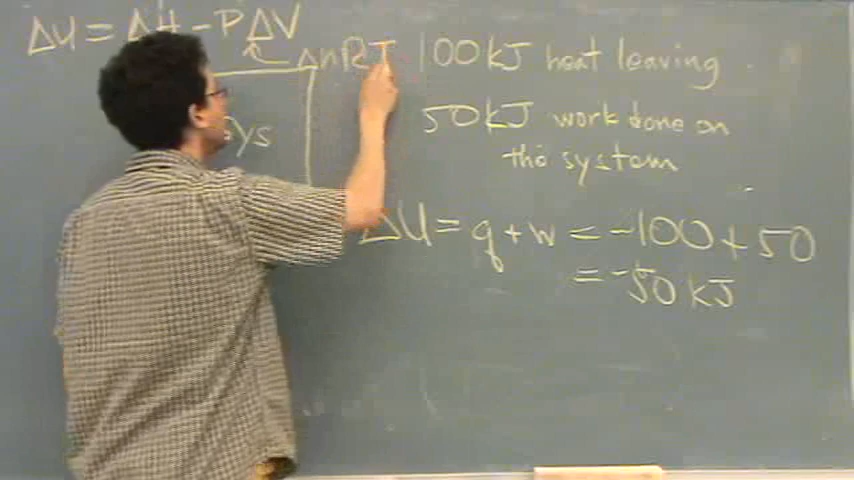 ΔU = ΔH - PΔV
ΔnRT
100 kJ heat leaving
sys
50 kJ work done on
the system
ΔU = q + w = -100 + 50
= -50 kJ